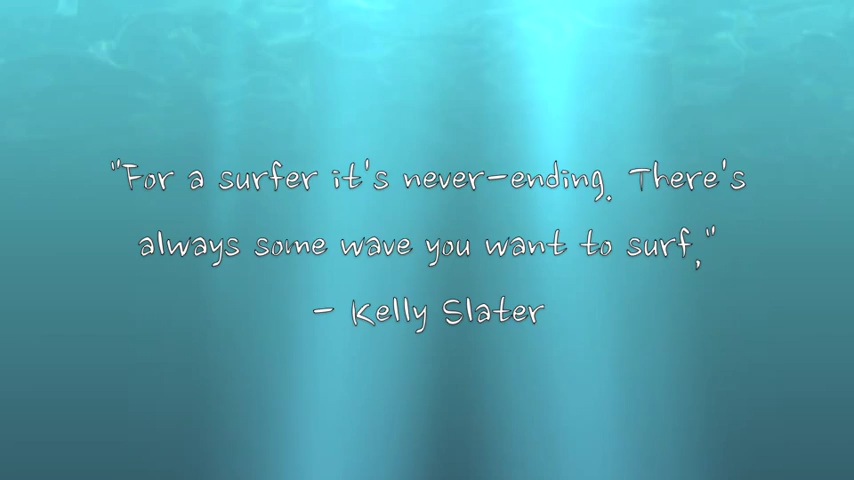 "For a surfer it's never-ending. There's
always some wave you want to surf,"
- Kelly Slater